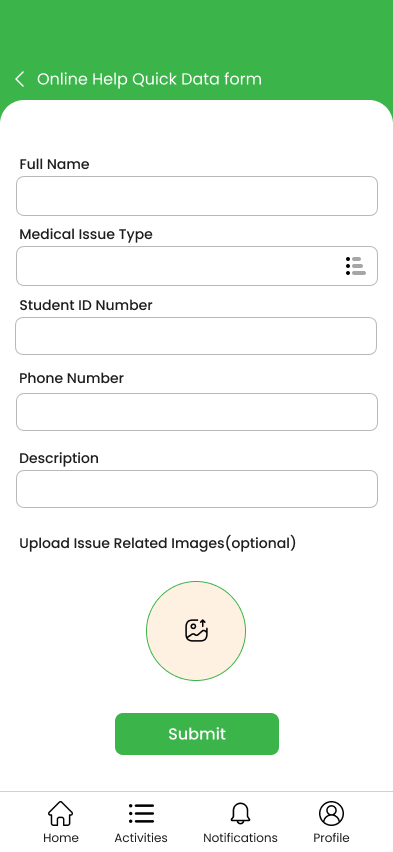 Online Help Quick Data form
Full Name
Medical Issue Type
Student ID Number
Phone Number
Description
Upload Issue Related Images(optional)
Submit
Home Activities Notifications Profile